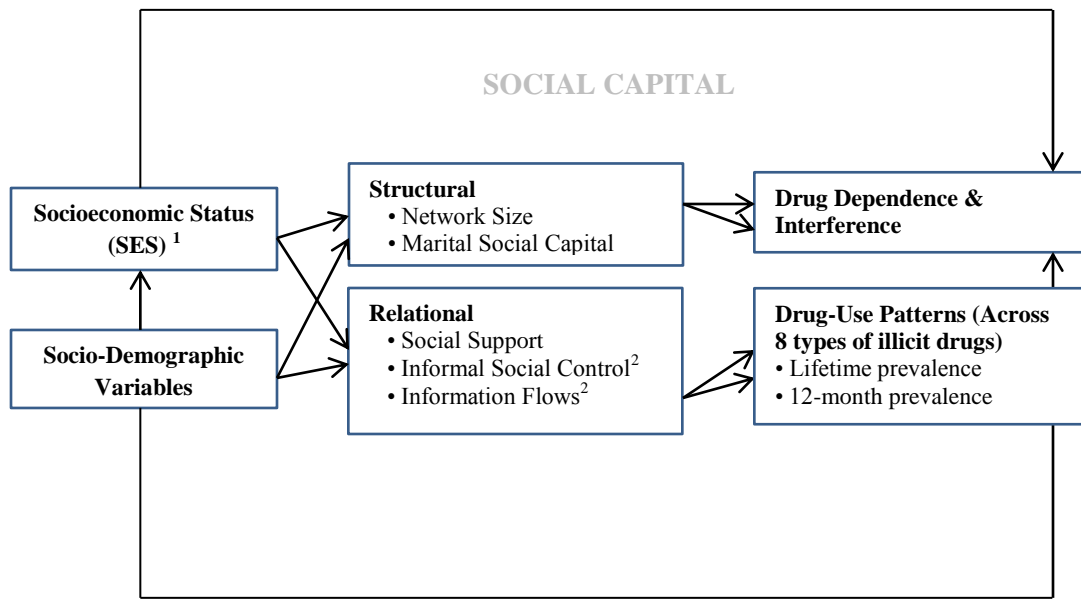 SOCIAL CAPITAL
Socioeconomic Status
(SES) 1
Socio-Demographic
Variables
Structural
• Network Size
• Marital Social Capital
Relational
• Social Support
• Informal Social Control2
• Information Flows2
Drug Dependence &
Interference
Drug-Use Patterns (Across
8 types of illicit drugs)
• Lifetime prevalence
• 12-month prevalence